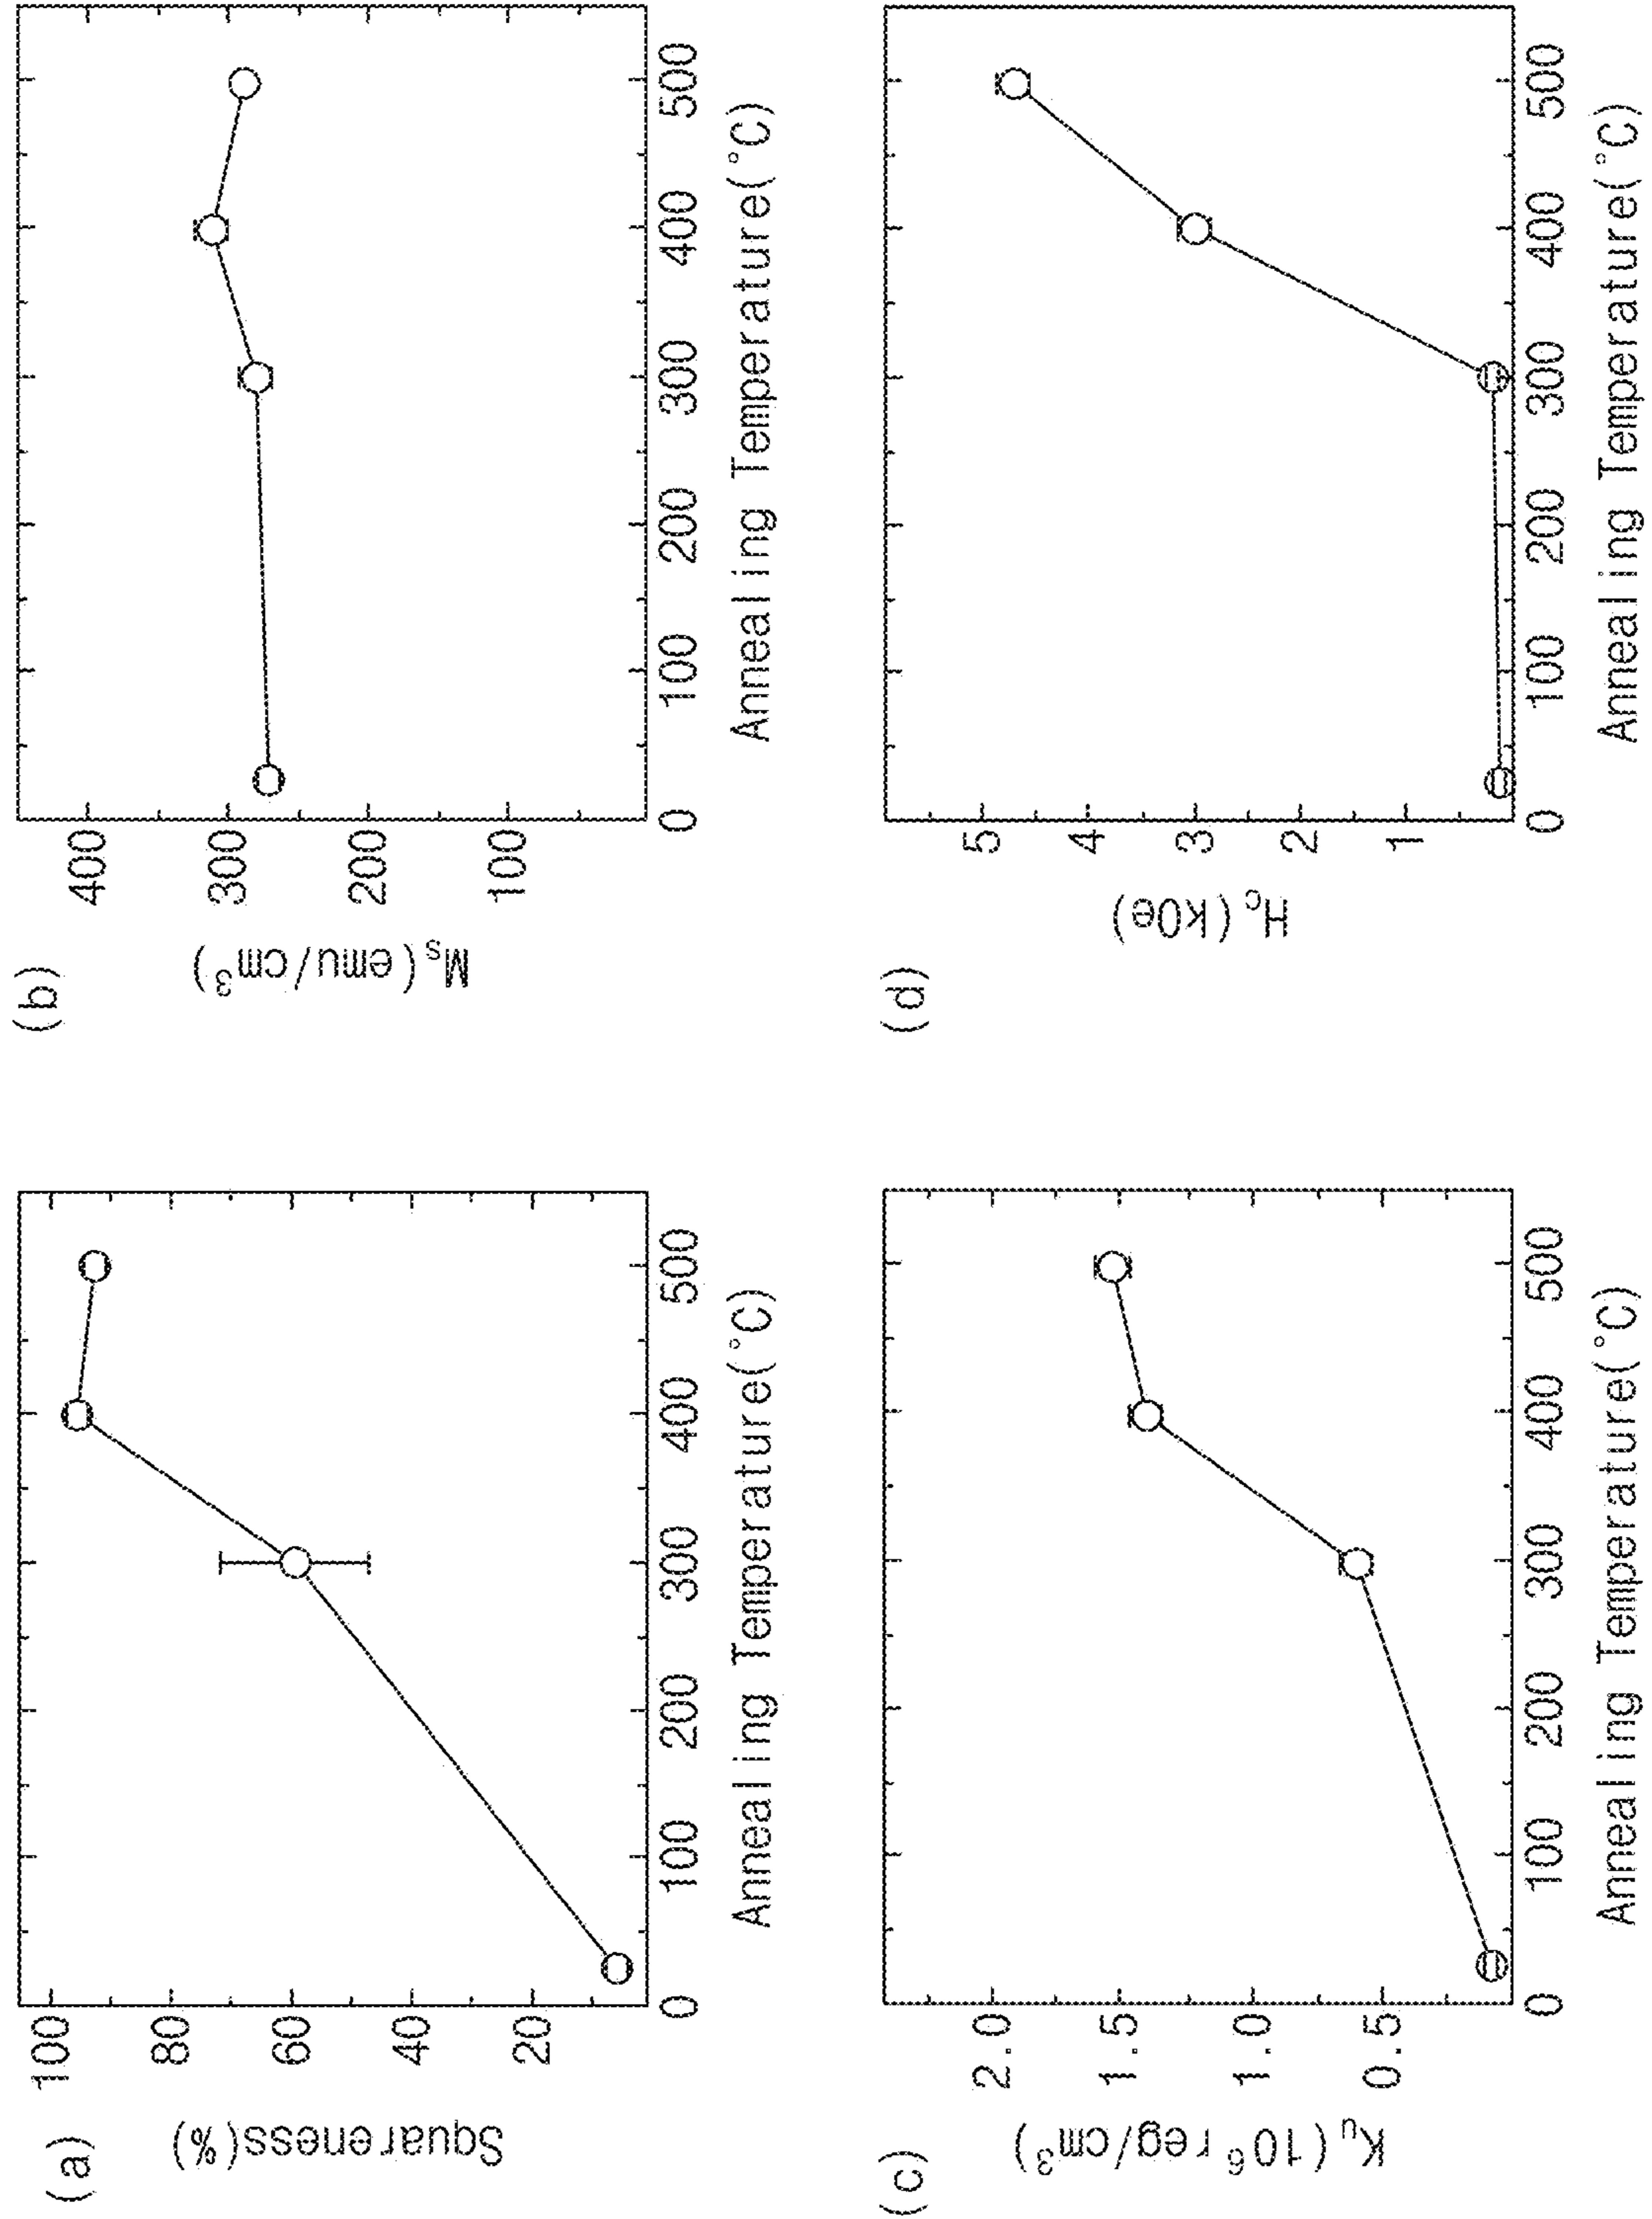 (a)
Squareness(%)
100
80
60
40
20
0 100 200 300 400 500
Annealing Temperature(°C)
(b)
Mₛ(emu/cm³)
400
300
200
100
0 100 200 300 400 500
Annealing Temperature(°C)
(c)
Kᵤ(10⁶reg/cm³)
2.0
1.5
1.0
0.5
0 100 200 300 400 500
Annealing Temperature(°C)
(d)
H_C(kOe)
5
4
3
2
1
0 100 200 300 400 500
Annealing Temperature(°C)